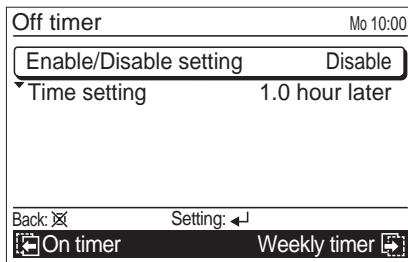 Off timer Mo 10:00
Enable/Disable setting Disable
Time setting 1.0 hour later
Back: Setting:
On timer Weekly timer